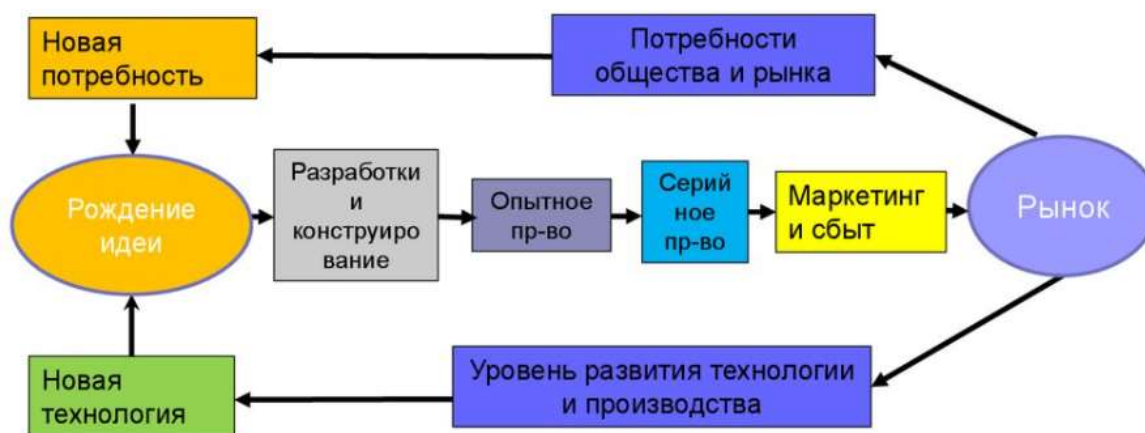 Новая
потребность
Потребности
общества и рынка
Рождение
идеи
Разработки
и
конструиро
вание
Опытное
пр-во
Серий
ное
пр-во
Маркетинг
и сбыт
Рынок
Новая
технология
Уровень развития технологии
и производства